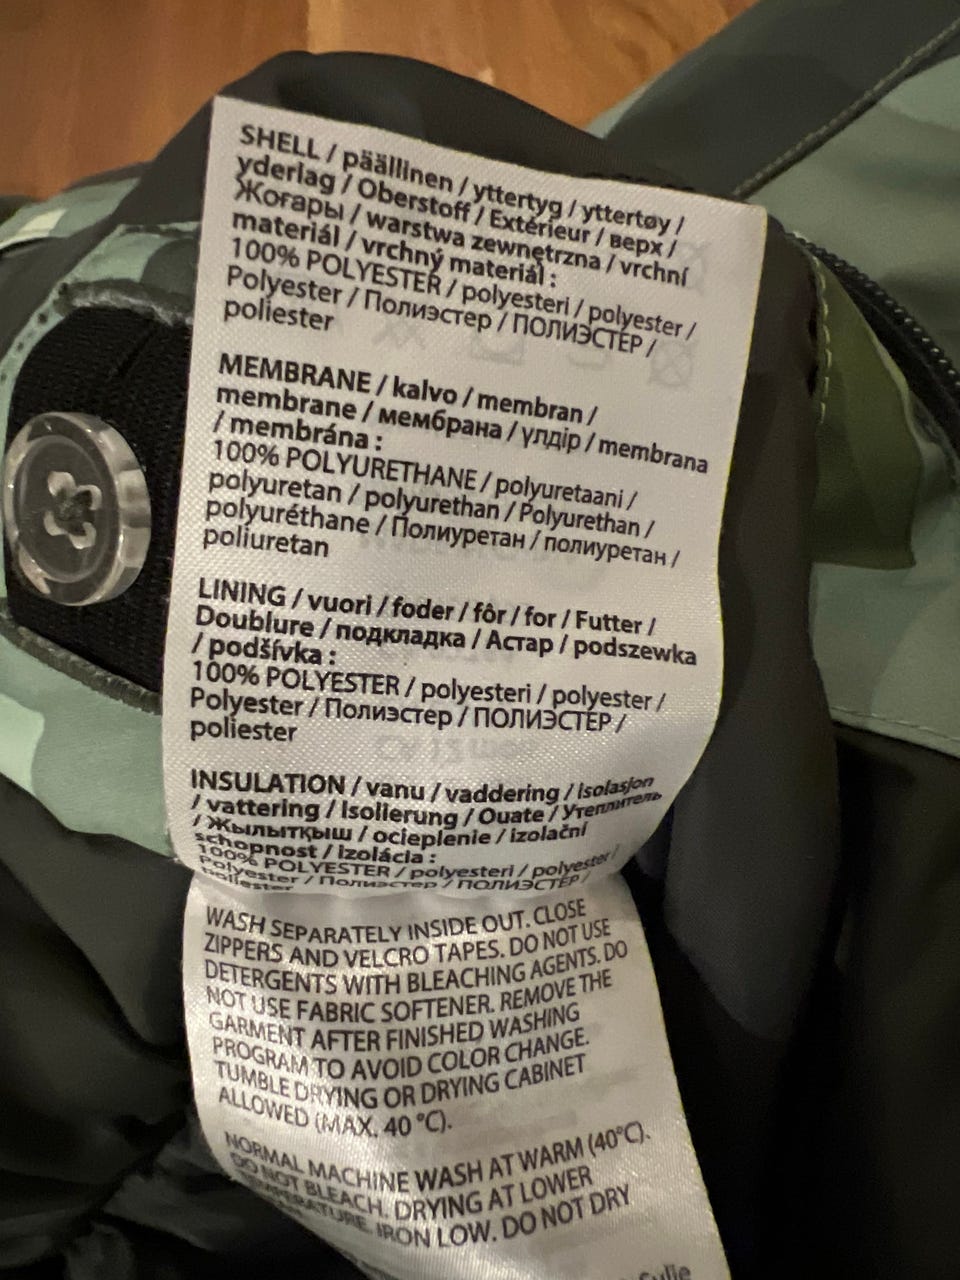 SHELL / päällinen / yttertyg / yttertøy /
yderlag / Oberstoff / Extérieur / верх /
Жоғары / warstwa zewnętrzna / vrchní
materiál / vrchný materiál :
100% POLYESTER / polyesteri / polyester /
Polyester / Полиэстер / ПОЛИЭСТЕР /
poliester
MEMBRANE / kalvo / membran /
membrane / мембрана / үлдір / membrana
/ membrána :
100% POLYURETHANE / polyuretaani /
polyuretan / polyurethan / Polyurethan /
polyuréthane / Полиуретан / полиуретан /
poliuretan
LINING / vuori / foder / fôr / for / Futter /
Doublure / подкладка / Астар / podszewka
/ podšívka :
100% POLYESTER / polyesteri / polyester /
Polyester / Полиэстер / ПОЛИЭСТЕР /
poliester
INSULATION / vanu / vaddering / isolasjon
/ vattering / Isolierung / Ouate / Утеплитель
/ Жылытқыш / ocieplenie / izolační
schopnost / izolácia :
100% POLYESTER / polyesteri / polyester /
Polyester / Полиэстер / ПОЛИЭСТЕР /
poliester
WASH SEPARATELY INSIDE OUT. CLOSE
ZIPPERS AND VELCRO TAPES. DO NOT USE
DETERGENTS WITH BLEACHING AGENTS. DO
NOT USE FABRIC SOFTENER. REMOVE THE
GARMENT AFTER FINISHED WASHING
PROGRAM TO AVOID COLOR CHANGE.
TUMBLE DRYING OR DRYING CABINET
ALLOWED (MAX. 40 °C).
NORMAL MACHINE WASH AT WARM (40°C).
DO NOT BLEACH. DRYING AT LOWER
TEMPERATURE. IRON LOW. DO NOT DRY